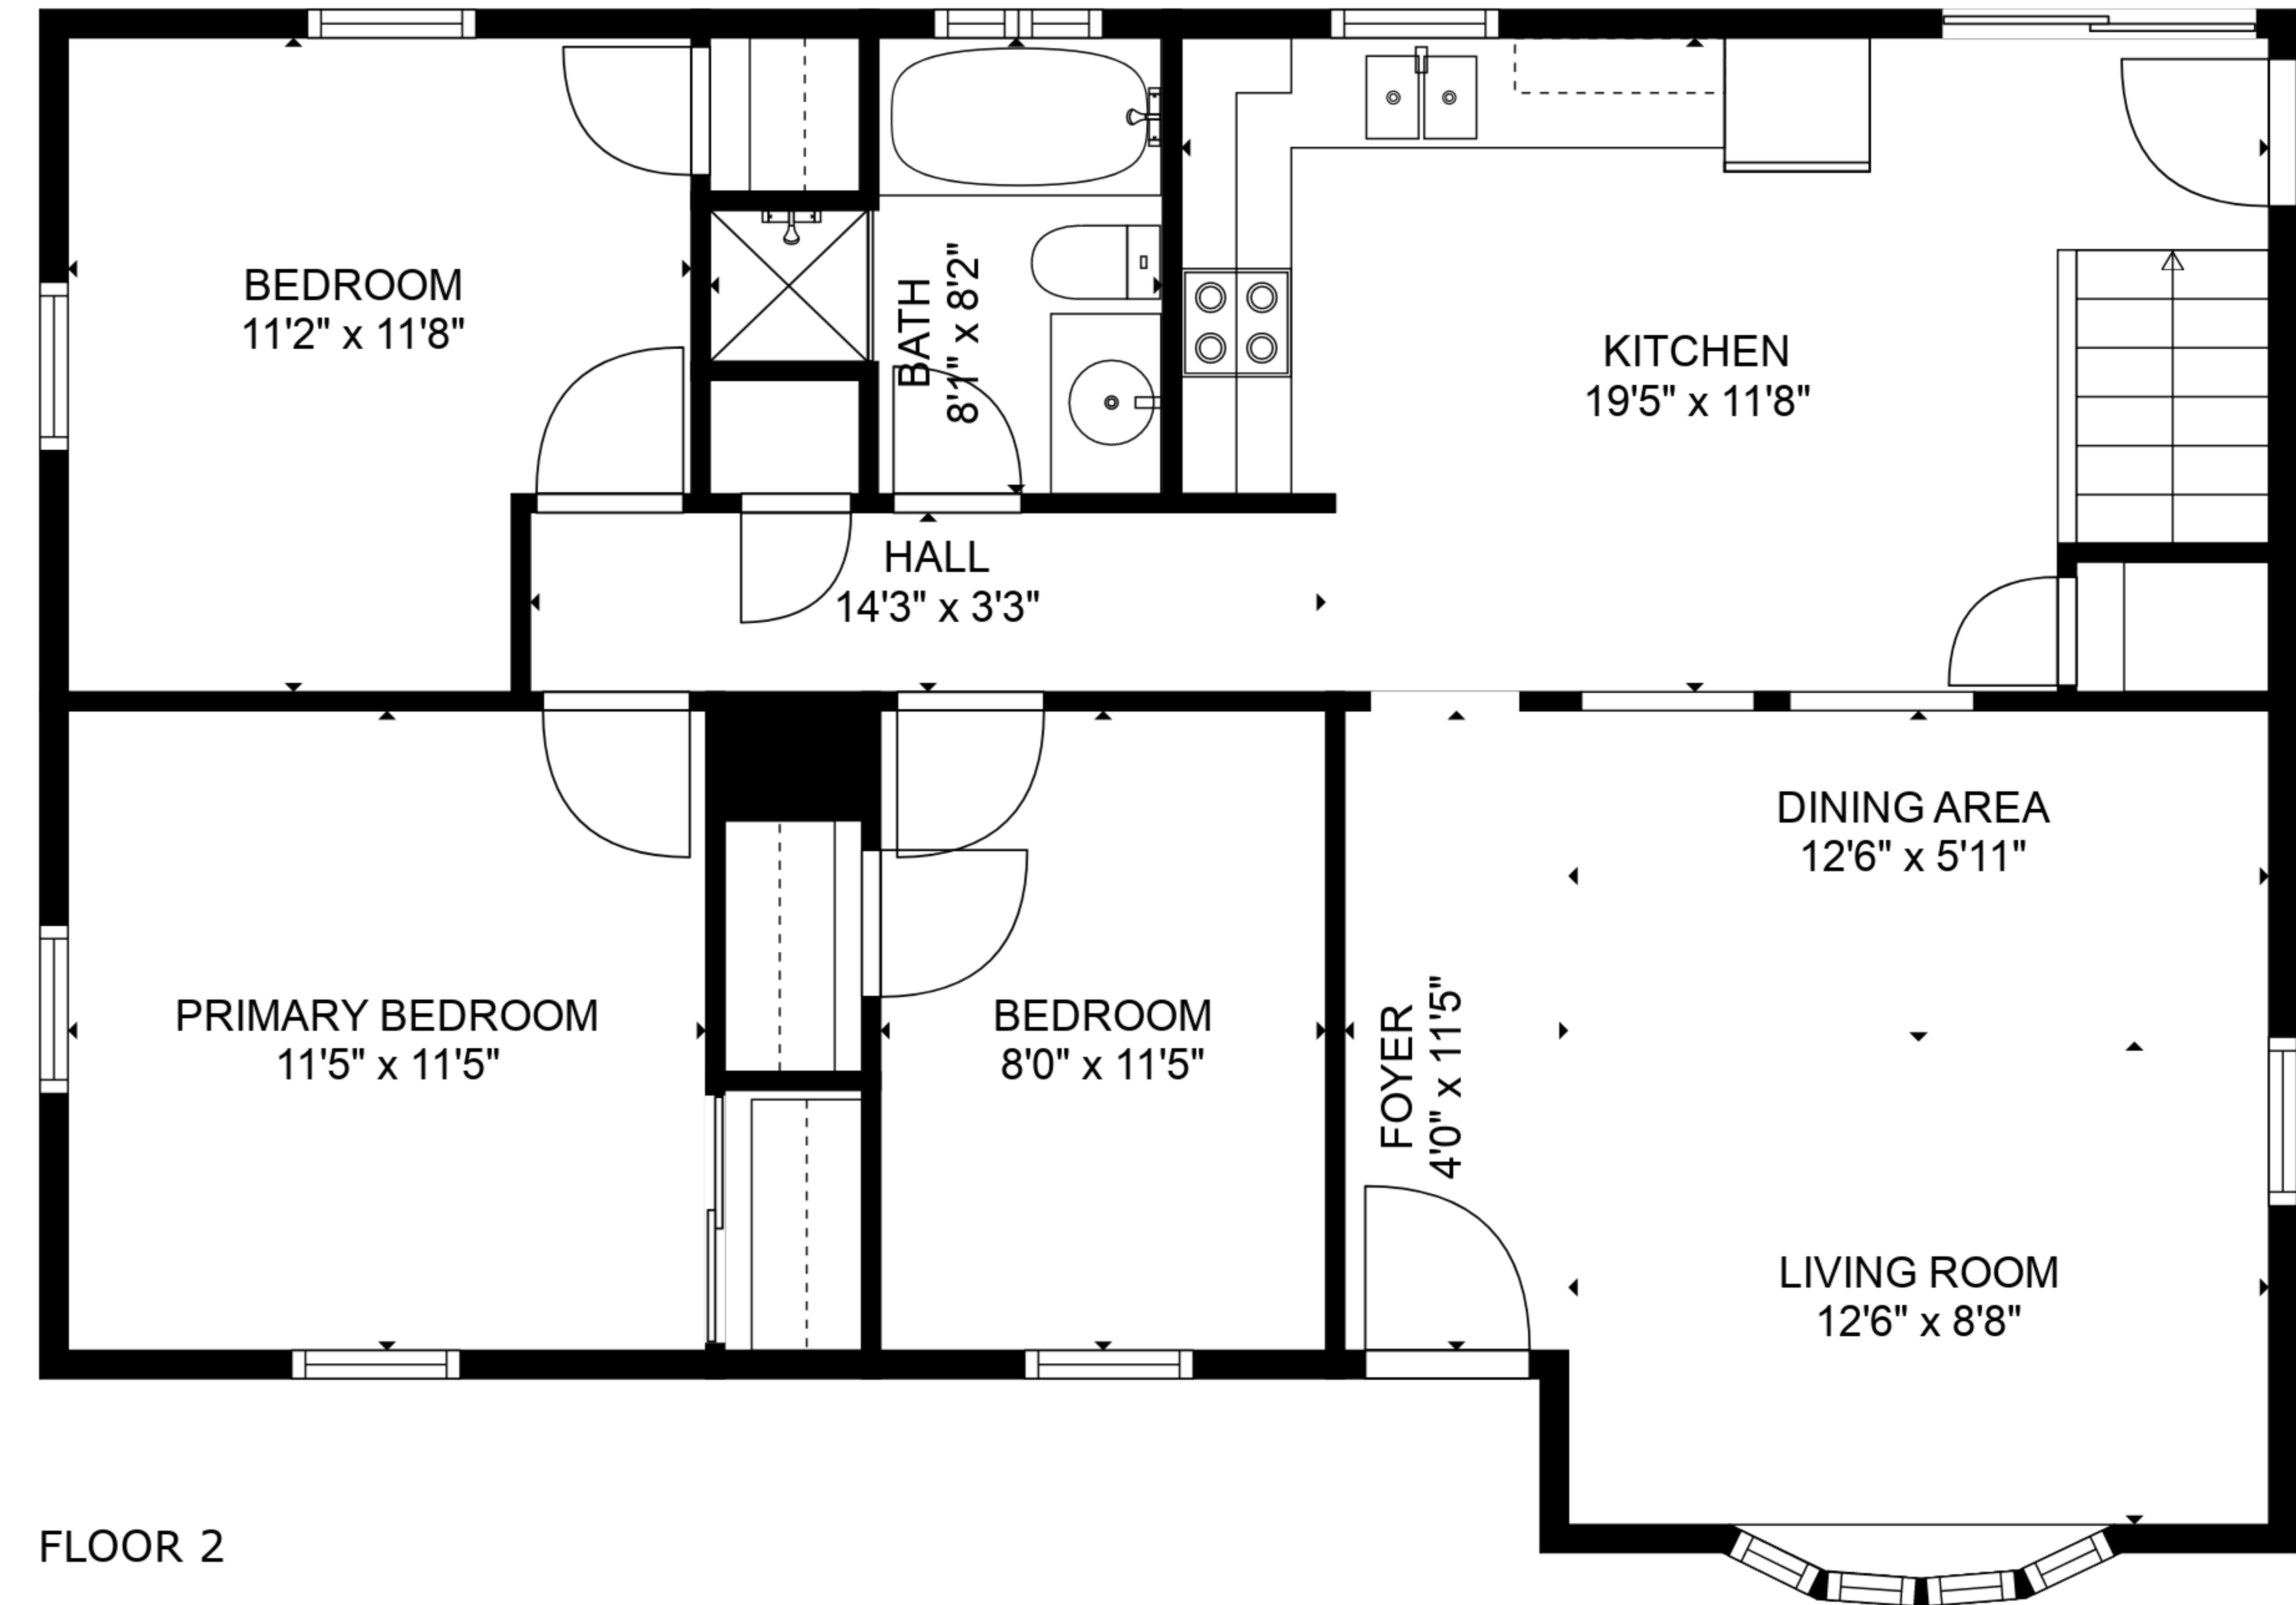 BEDROOM
11'2" x 11'8"
BATH
8'1" x 8'2"
KITCHEN
19'5" x 11'8"
HALL
14'3" x 3'3"
DINING AREA
12'6" x 5'11"
PRIMARY BEDROOM
11'5" x 11'5"
BEDROOM
8'0" x 11'5"
FOYER
4'0" x 11'5"
LIVING ROOM
12'6" x 8'8"
FLOOR 2